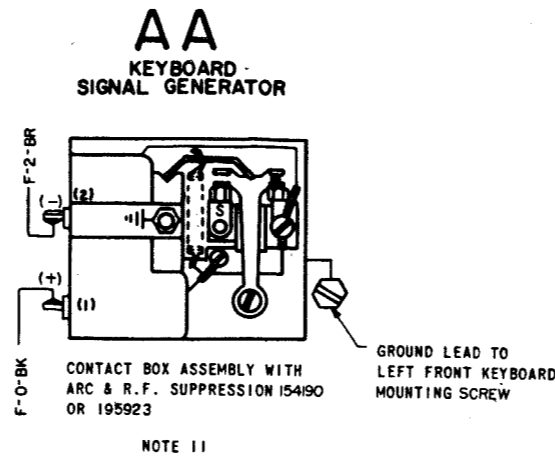 AA
KEYBOARD
SIGNAL GENERATOR
F-2-BR
(-)
(2)
S
(+)
(1)
F-0-BK
CONTACT BOX ASSEMBLY WITH
ARC & R.F. SUPPRESSION 154190
OR 195923
GROUND LEAD TO
LEFT FRONT KEYBOARD
MOUNTING SCREW
NOTE 11